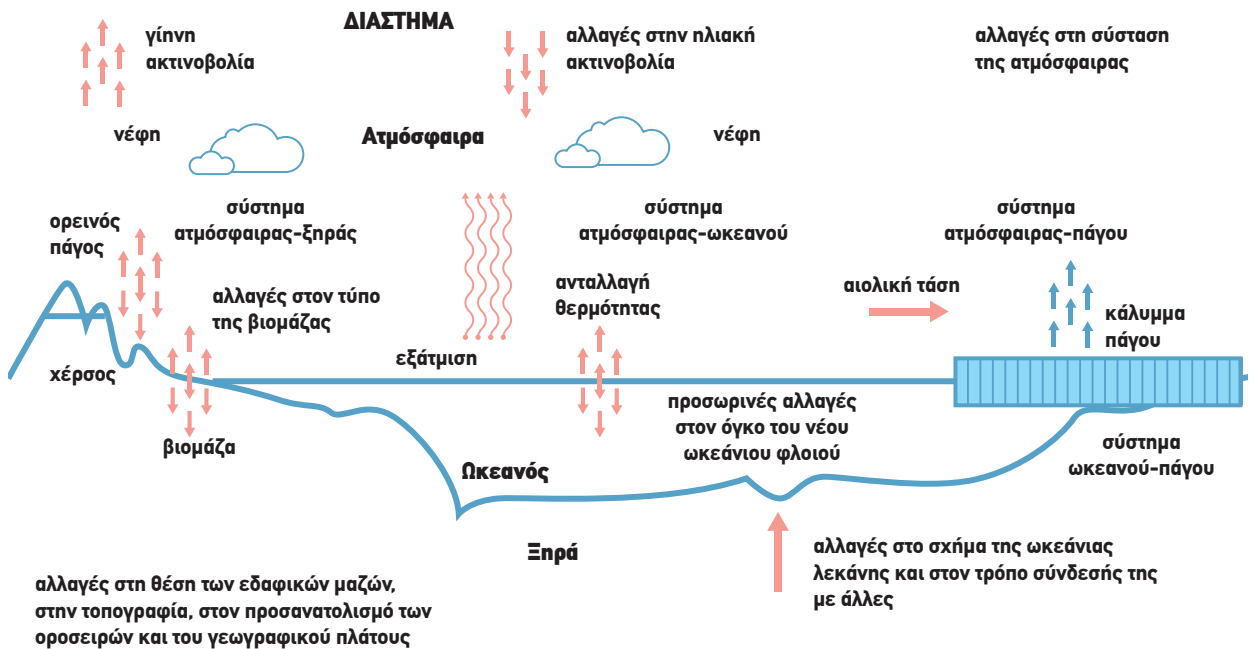 ΔΙΑΣΤΗΜΑ
γίηνη
ακτινοβολία
αλλαγές στην ηλιακή
ακτινοβολία
αλλαγές στη σύσταση
της ατμόσφαιρας
νέφη
Ατμόσφαιρα
νέφη
ορεινός
πάγος
σύστημα
ατμόσφαιρας-ξηράς
σύστημα
ατμόσφαιρας-ωκεανού
σύστημα
ατμόσφαιρας-πάγου
αλλαγές στον τύπο
της βιομάζας
ανταλλαγή
θερμότητας
αιολική τάση
κάλυμμα
πάγου
χέρσος
εξάτμιση
βιομάζα
προσωρινές αλλαγές
στον όγκο του νέου
ωκεάνιου φλοιού
Ωκεανός
σύστημα
ωκεανού-πάγου
Ξηρά
αλλαγές στο σχήμα της ωκεάνιας
λεκάνης και στον τρόπο σύνδεσής της
με άλλες
αλλαγές στη θέση των εδαφικών μαζών,
στην τοπογραφία, στον προσανατολισμό των
οροσειρών και του γεωγραφικού πλάτους